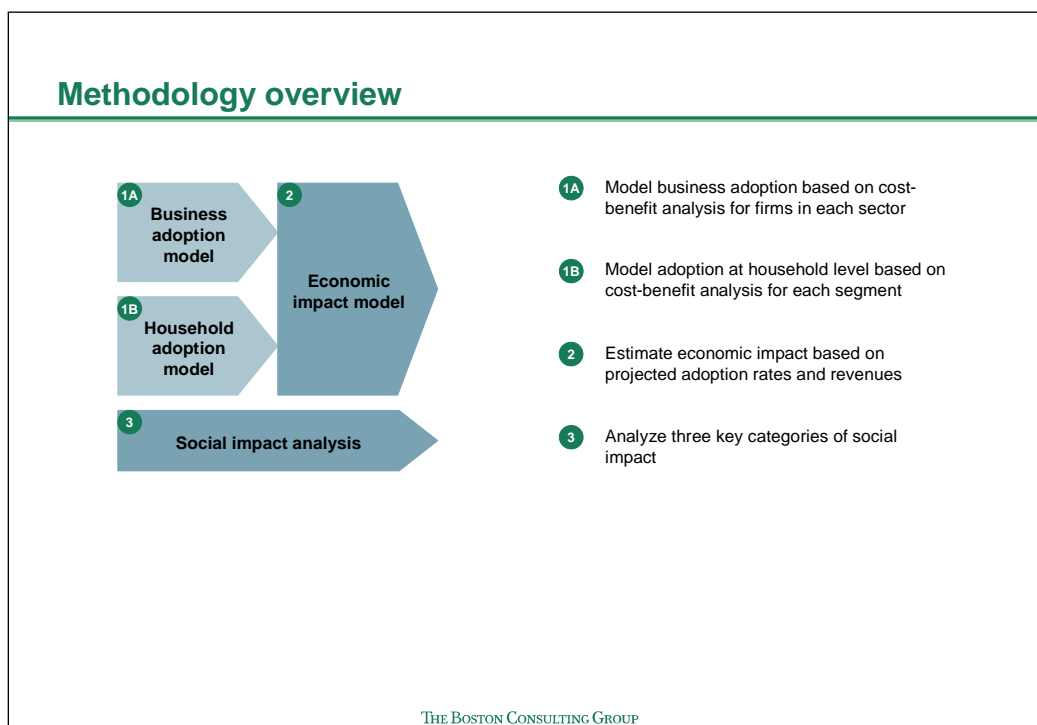 Methodology overview
1A
Business
adoption
model
1B
Household
adoption
model
2
Economic
impact model
3
Social impact analysis
1A
Model business adoption based on cost-
benefit analysis for firms in each sector
1B
Model adoption at household level based on
cost-benefit analysis for each segment
2
Estimate economic impact based on
projected adoption rates and revenues
3
Analyze three key categories of social
impact
THE BOSTON CONSULTING GROUP